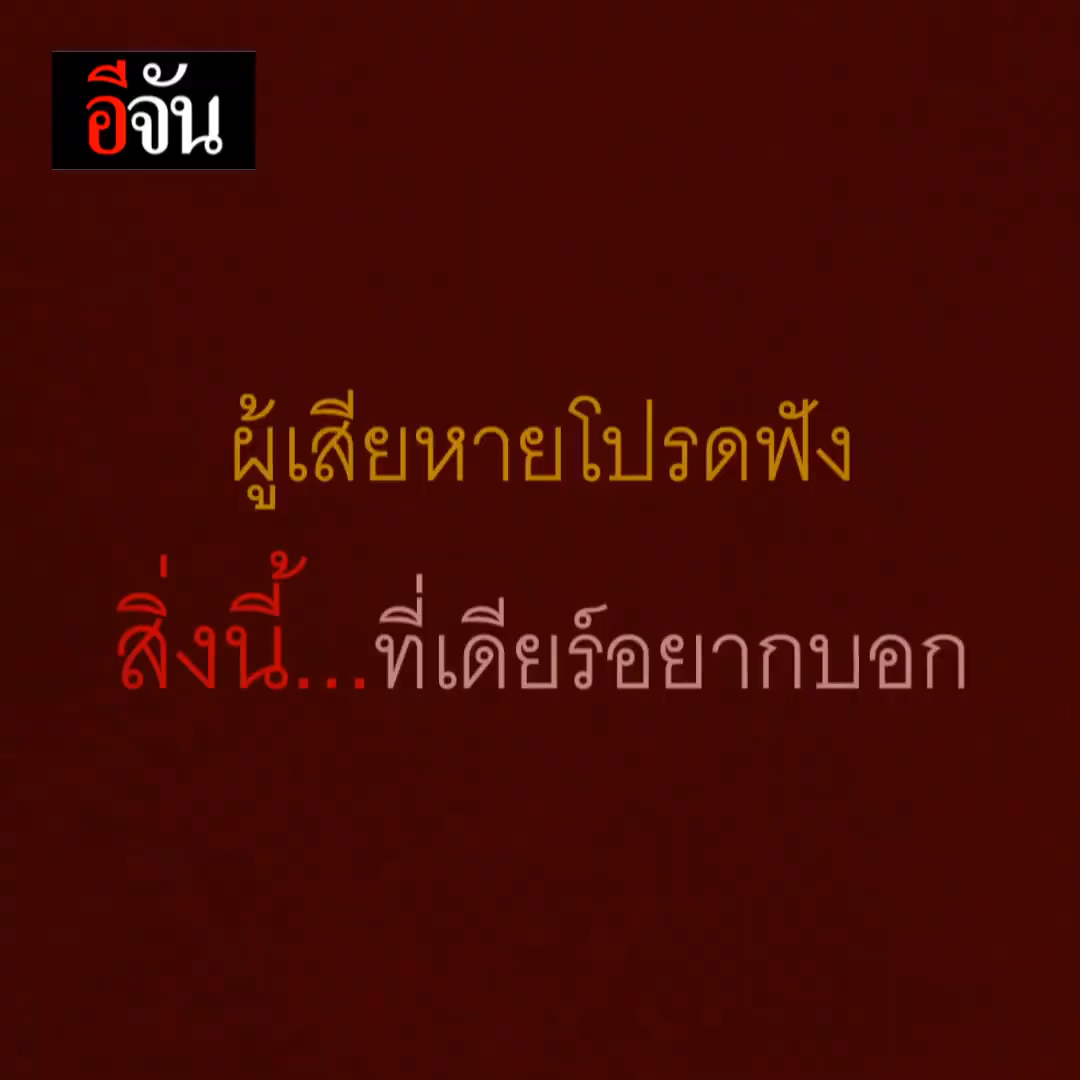 อีจัน
ผู้เสียหายโปรดฟัง
สิ่งนี้...ที่เดียร์อยากบอก